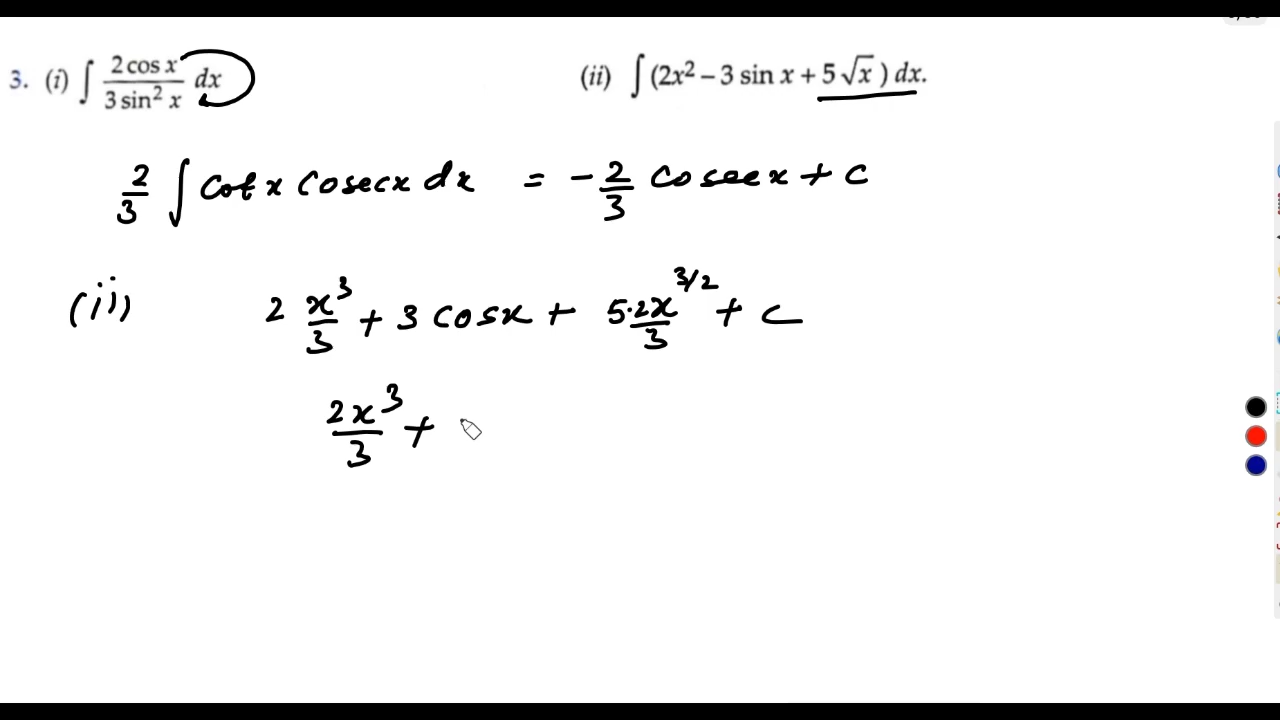 3. (i) ∫ 2 cos x / 3 sin² x dx (ii) ∫ (2x² – 3 sin x + 5√x ) dx.
2/3 ∫ cot x cosec x dx = - 2/3 cosec x + c
(ii) 2 x³/3 + 3 cos x + 5·2x^3/2 / 3 + c
2x³/3 +